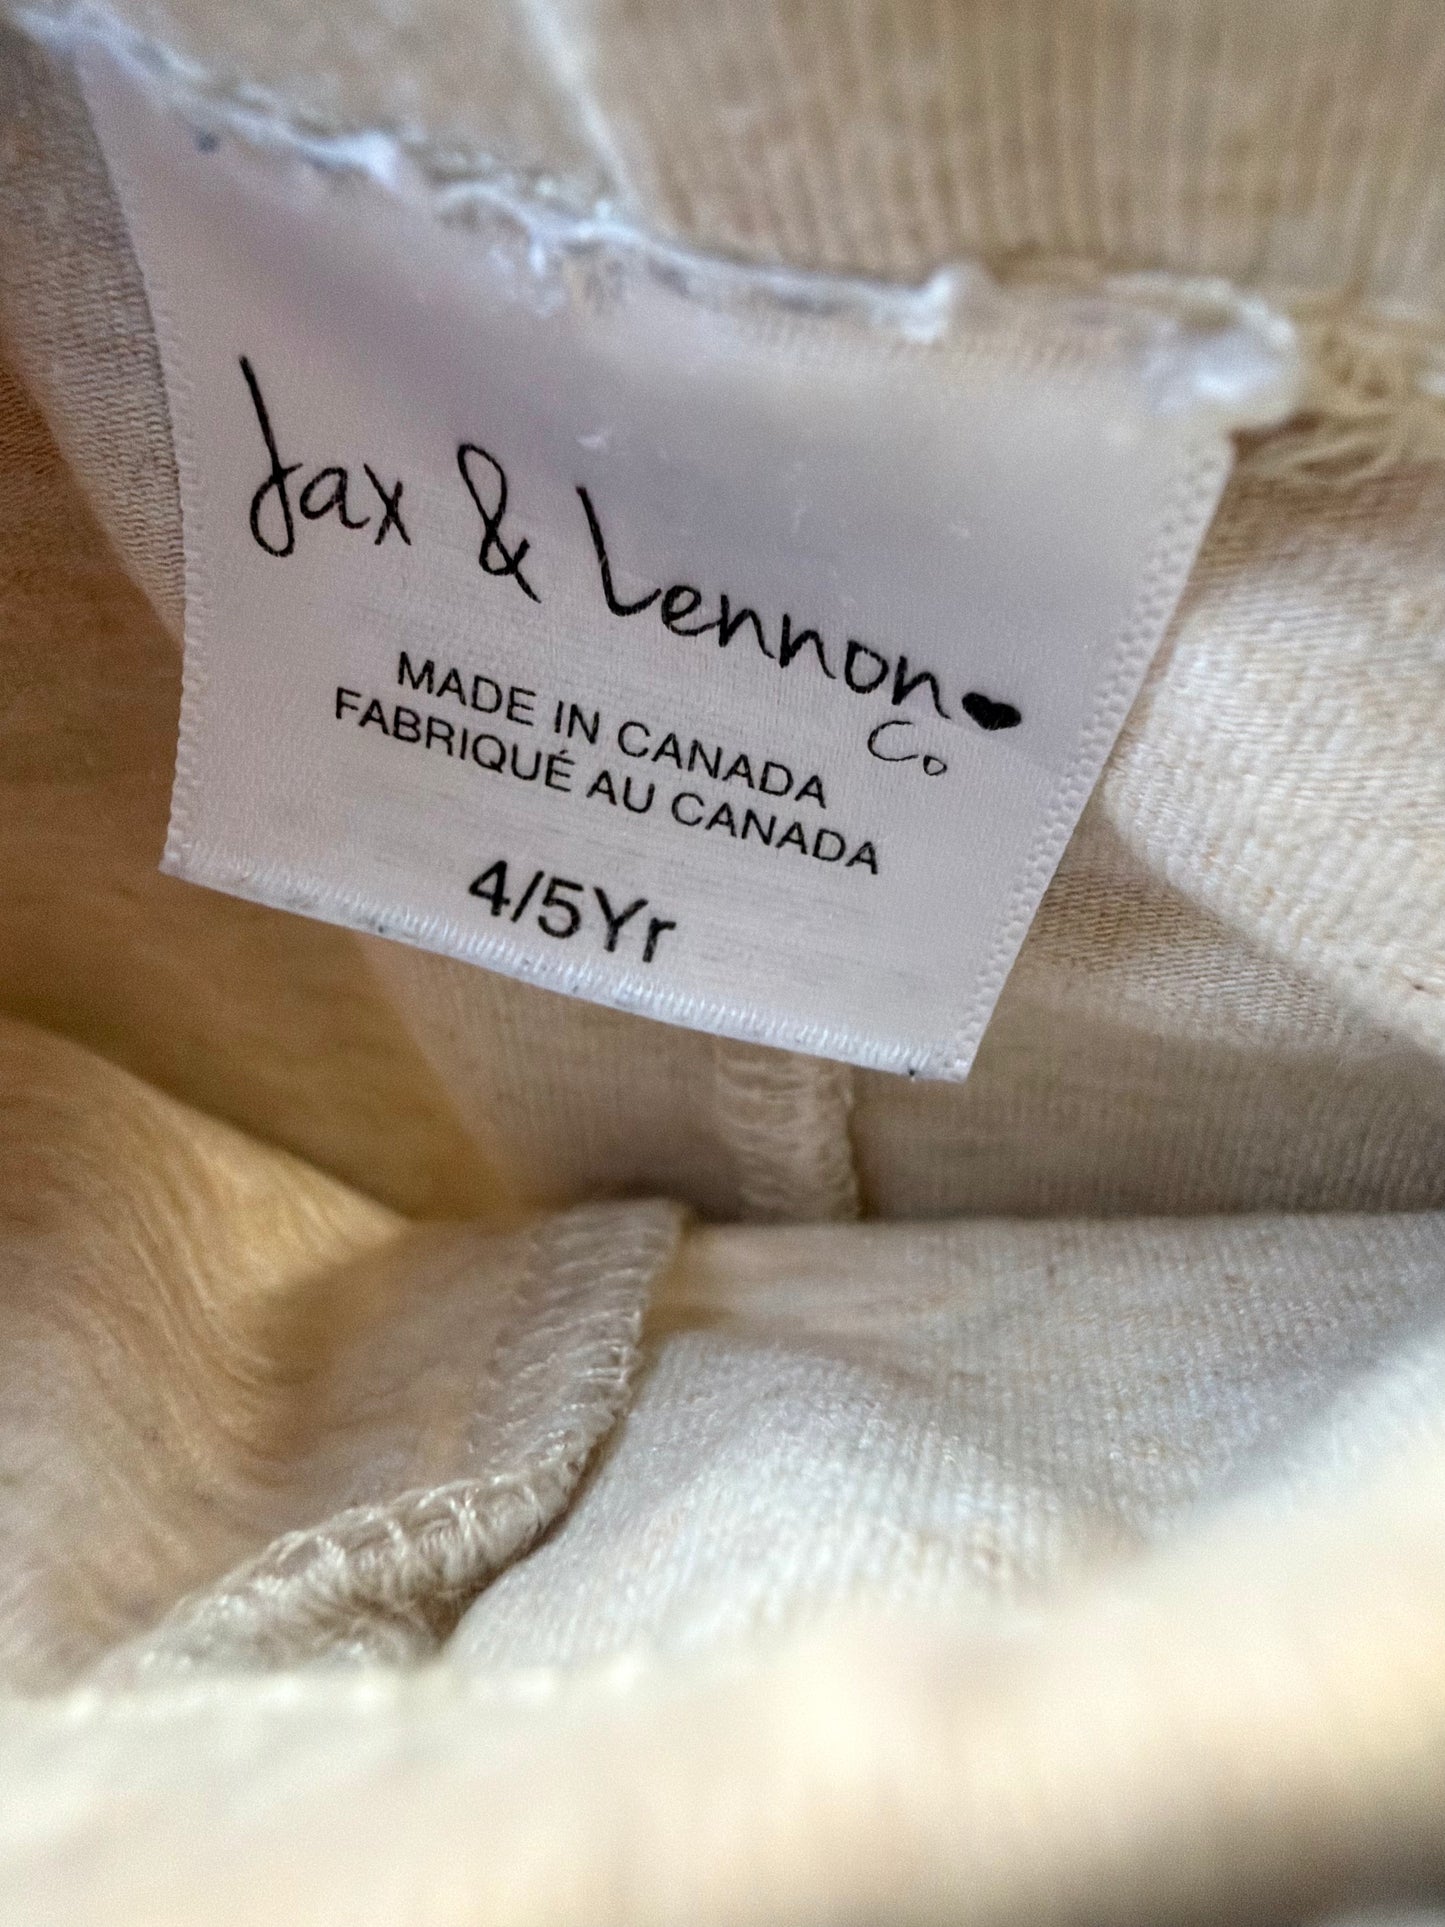 Jax & Lennon
Co
MADE IN CANADA
FABRIQUÉ AU CANADA
4/5Yr